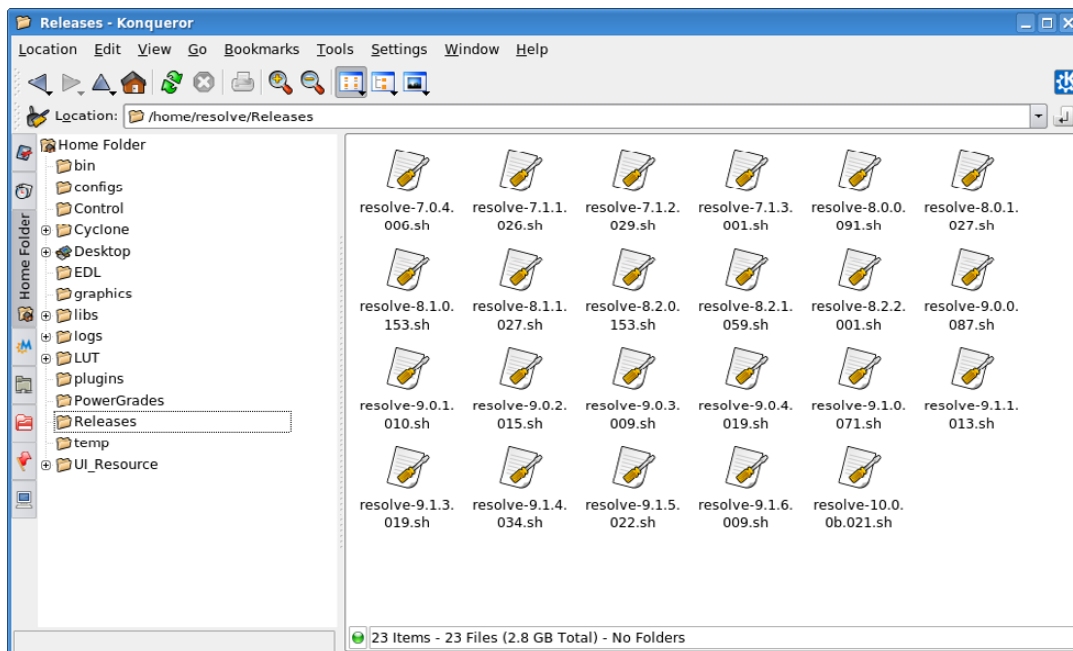 Releases - Konqueror
Location Edit View Go Bookmarks Tools Settings Window Help
Location: /home/resolve/Releases
Home Folder
Home Folder
bin
configs
Control
Cyclone
Desktop
EDL
graphics
libs
logs
LUT
plugins
PowerGrades
Releases
temp
UI_Resource
resolve-7.0.4. resolve-7.1.1. resolve-7.1.2. resolve-7.1.3. resolve-8.0.0. resolve-8.0.1.
006.sh 026.sh 029.sh 001.sh 091.sh 027.sh
resolve-8.1.0. resolve-8.1.1. resolve-8.2.0. resolve-8.2.1. resolve-8.2.2. resolve-9.0.0.
153.sh 027.sh 153.sh 059.sh 001.sh 087.sh
resolve-9.0.1. resolve-9.0.2. resolve-9.0.3. resolve-9.0.4. resolve-9.1.0. resolve-9.1.1.
010.sh 015.sh 009.sh 019.sh 071.sh 013.sh
resolve-9.1.3. resolve-9.1.4. resolve-9.1.5. resolve-9.1.6. resolve-10.0.
019.sh 034.sh 022.sh 009.sh 0b.021.sh
23 Items - 23 Files (2.8 GB Total) - No Folders